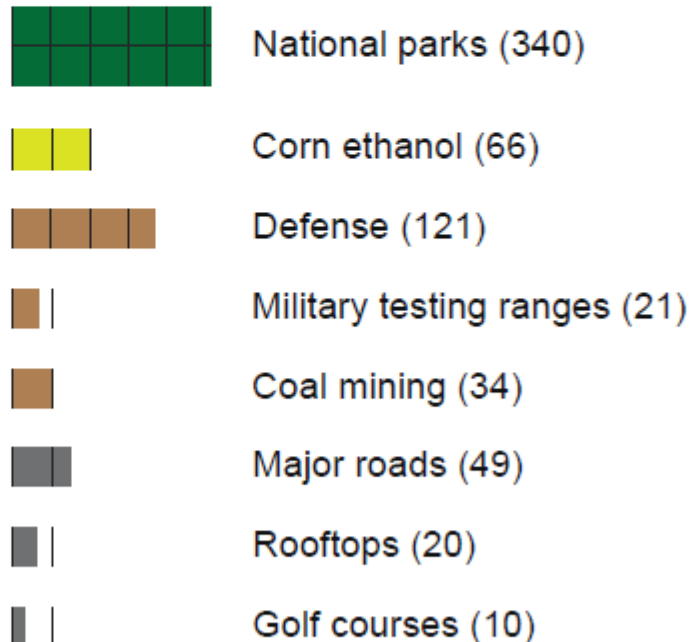 National parks (340)
Corn ethanol (66)
Defense (121)
Military testing ranges (21)
Coal mining (34)
Major roads (49)
Rooftops (20)
Golf courses (10)